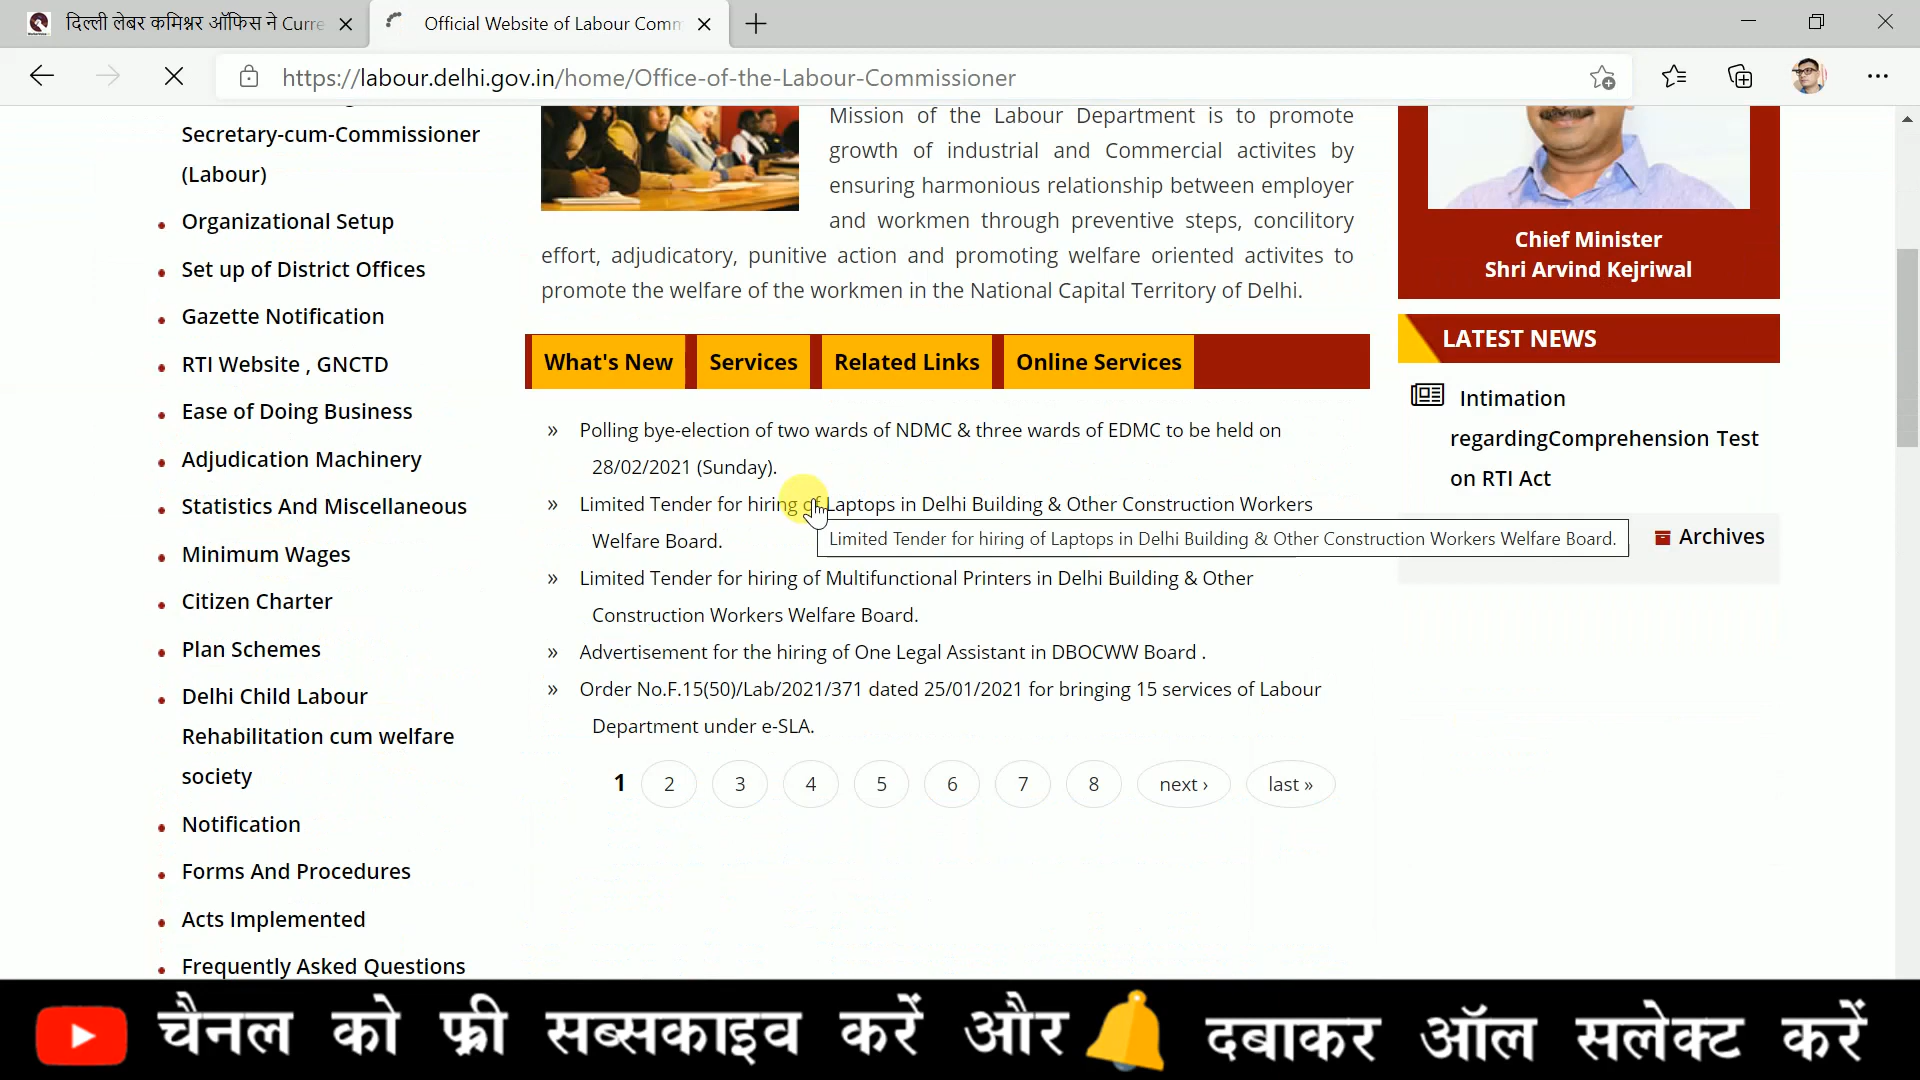 दिल्ली लेबर कमिश्नर ऑफिस ने Curre
Official Website of Labour Comm
https://labour.delhi.gov.in/home/Office-of-the-Labour-Commissioner
Secretary-cum-Commissioner
(Labour)
Organizational Setup
Set up of District Offices
Gazette Notification
RTI Website , GNCTD
Ease of Doing Business
Adjudication Machinery
Statistics And Miscellaneous
Minimum Wages
Citizen Charter
Plan Schemes
Delhi Child Labour
Rehabilitation cum welfare
society
Notification
Forms And Procedures
Acts Implemented
Frequently Asked Questions
Mission of the Labour Department is to promote
growth of industrial and Commercial activites by
ensuring harmonious relationship between employer
and workmen through preventive steps, concilitory
effort, adjudicatory, punitive action and promoting welfare oriented activites to
promote the welfare of the workmen in the National Capital Territory of Delhi.
What's New Services Related Links Online Services
» Polling bye-election of two wards of NDMC & three wards of EDMC to be held on
28/02/2021 (Sunday).
» Limited Tender for hiring of Laptops in Delhi Building & Other Construction Workers
Welfare Board.
Limited Tender for hiring of Laptops in Delhi Building & Other Construction Workers Welfare Board.
» Limited Tender for hiring of Multifunctional Printers in Delhi Building & Other
Construction Workers Welfare Board.
» Advertisement for the hiring of One Legal Assistant in DBOCWW Board .
» Order No.F.15(50)/Lab/2021/371 dated 25/01/2021 for bringing 15 services of Labour
Department under e-SLA.
1 2 3 4 5 6 7 8 next › last »
Chief Minister
Shri Arvind Kejriwal
LATEST NEWS
Intimation
regardingComprehension Test
on RTI Act
Archives
चैनल को फ्री सब्सकाइव करें और दबाकर ऑल सलेक्ट करें